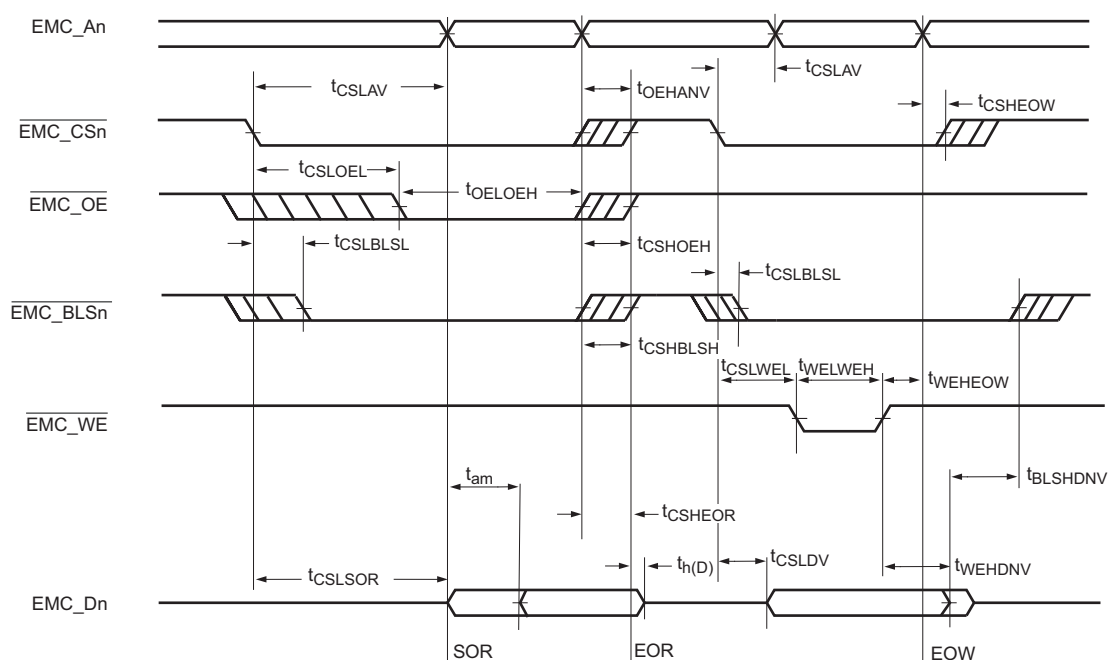 EMC_An
tCSLAV
tOEHANV
tCSLAV
tCSHEOW
EMC_CSn
tCSLOEL
tOELOEH
EMC_OE
tCSLBLSL
tCSHOEH
tCSLBLSL
EMC_BLSn
tCSHBLSH
tCSLWEL
tWELWEH
tWEHEOW
EMC_WE
tam
tBLSHDNV
tCSHEOR
tCSLSOR
th(D)
tCSLDV
tWEHDNV
EMC_Dn
SOR
EOR
EOW